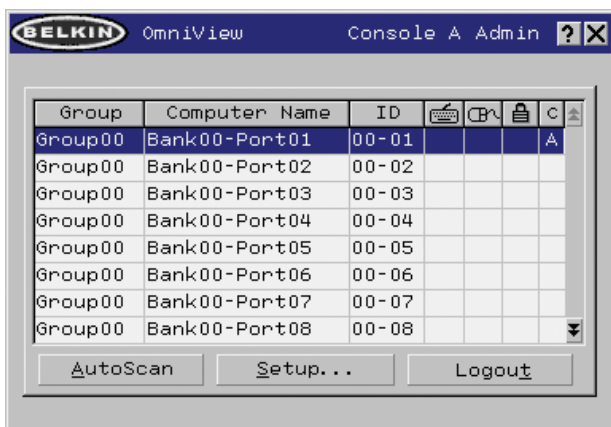 BELKIN OmniView Console A Admin ? X
Group Computer Name ID C
Group00 Bank00-Port01 00-01 A
Group00 Bank00-Port02 00-02
Group00 Bank00-Port03 00-03
Group00 Bank00-Port04 00-04
Group00 Bank00-Port05 00-05
Group00 Bank00-Port06 00-06
Group00 Bank00-Port07 00-07
Group00 Bank00-Port08 00-08
AutoScan Setup... Logout